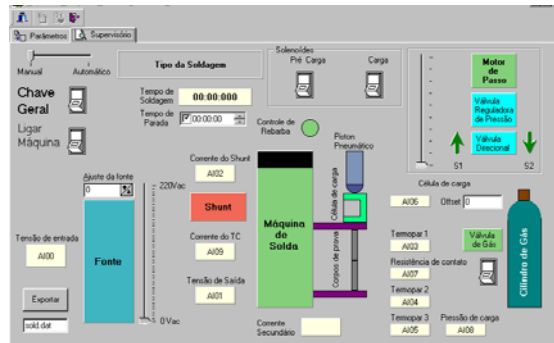 Parâmetros
Supervisório
Manual
Automático
Tipo da Soldagem
Solenoídes
Pré Carga
Carga
Chave
Geral
Ligar
Máquina
Tempo de
Soldagem
00:00:000
Tempo de
Parada
00:00:00
Controle de
Rebarba
Piston
Pneumático
Motor
de
Passo
Válvula
Reguladora
de Pressão
Válvula
Direcional
S1
S2
Ajuste da fonte
0
220Vac
0Vac
Tensão de entrada
AI00
Fonte
Exportar
sold.dat
Corrente do Shunt
AI02
Shunt
Corrente do TC
AI09
Tensão de Saída
AI01
Máquina
de
Solda
Corrente
Secundário
Célula de carga
Corpos de prova
Célula de carga
AI06
Offset
0
Termopar 1
AI03
Resistência de contato
AI07
Termopar 2
AI04
Termopar 3
AI05
Pressão de carga
AI08
Válvula
de Gás
Cilindro de Gás